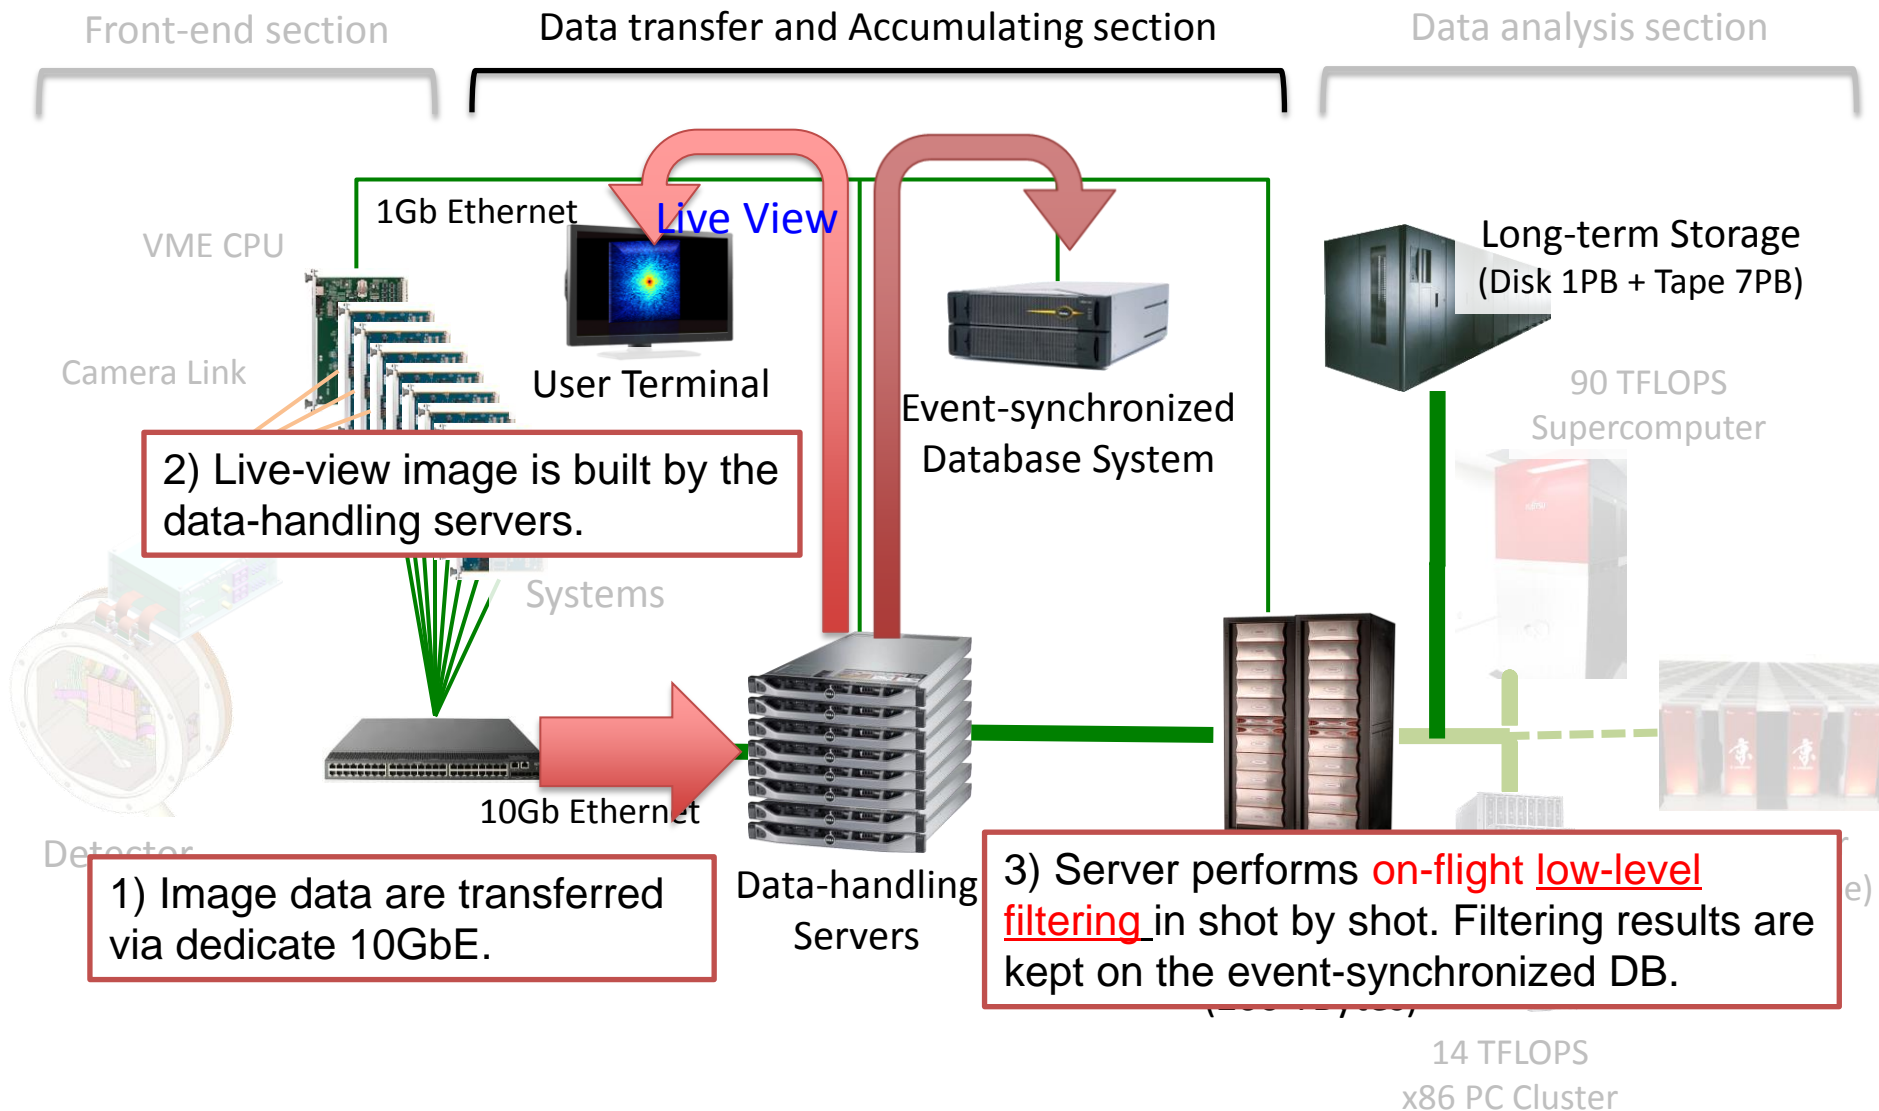 Front-end section
Data transfer and Accumulating section
Data analysis section
1Gb Ethernet
Live View
VME CPU
Long-term Storage
(Disk 1PB + Tape 7PB)
Camera Link
User Terminal
90 TFLOPS
Supercomputer
Event-synchronized
Database System
2) Live-view image is built by the
data-handling servers.
Systems
10Gb Ethernet
Detector
Data-handling
Servers
1) Image data are transferred
via dedicate 10GbE.
3) Server performs on-flight low-level
filtering in shot by shot. Filtering results are
kept on the event-synchronized DB.
e)
14 TFLOPS
x86 PC Cluster